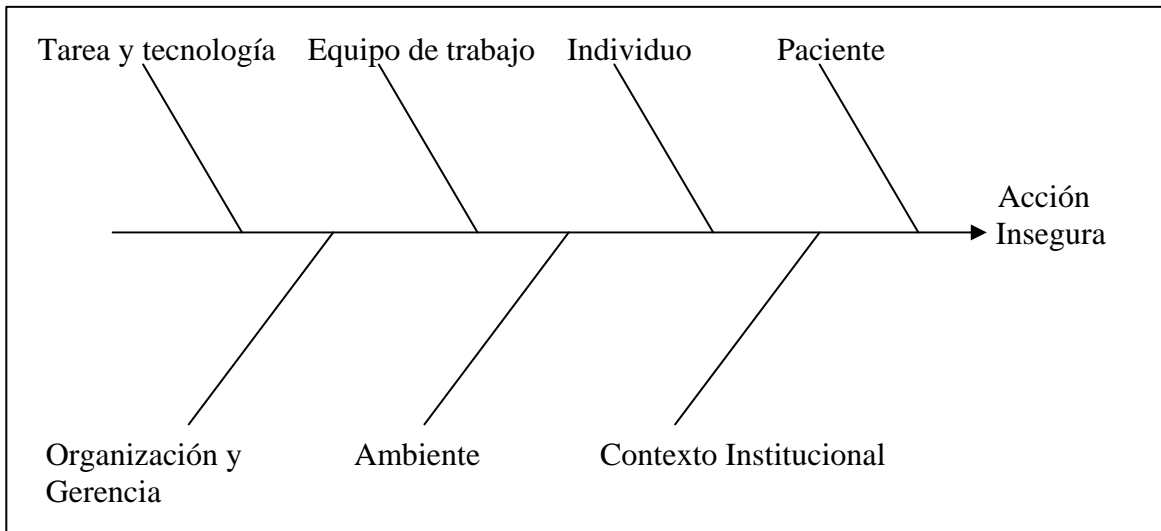 Tarea y tecnología
Equipo de trabajo
Individuo
Paciente
Acción
Insegura
Organización y
Gerencia
Ambiente
Contexto Institucional